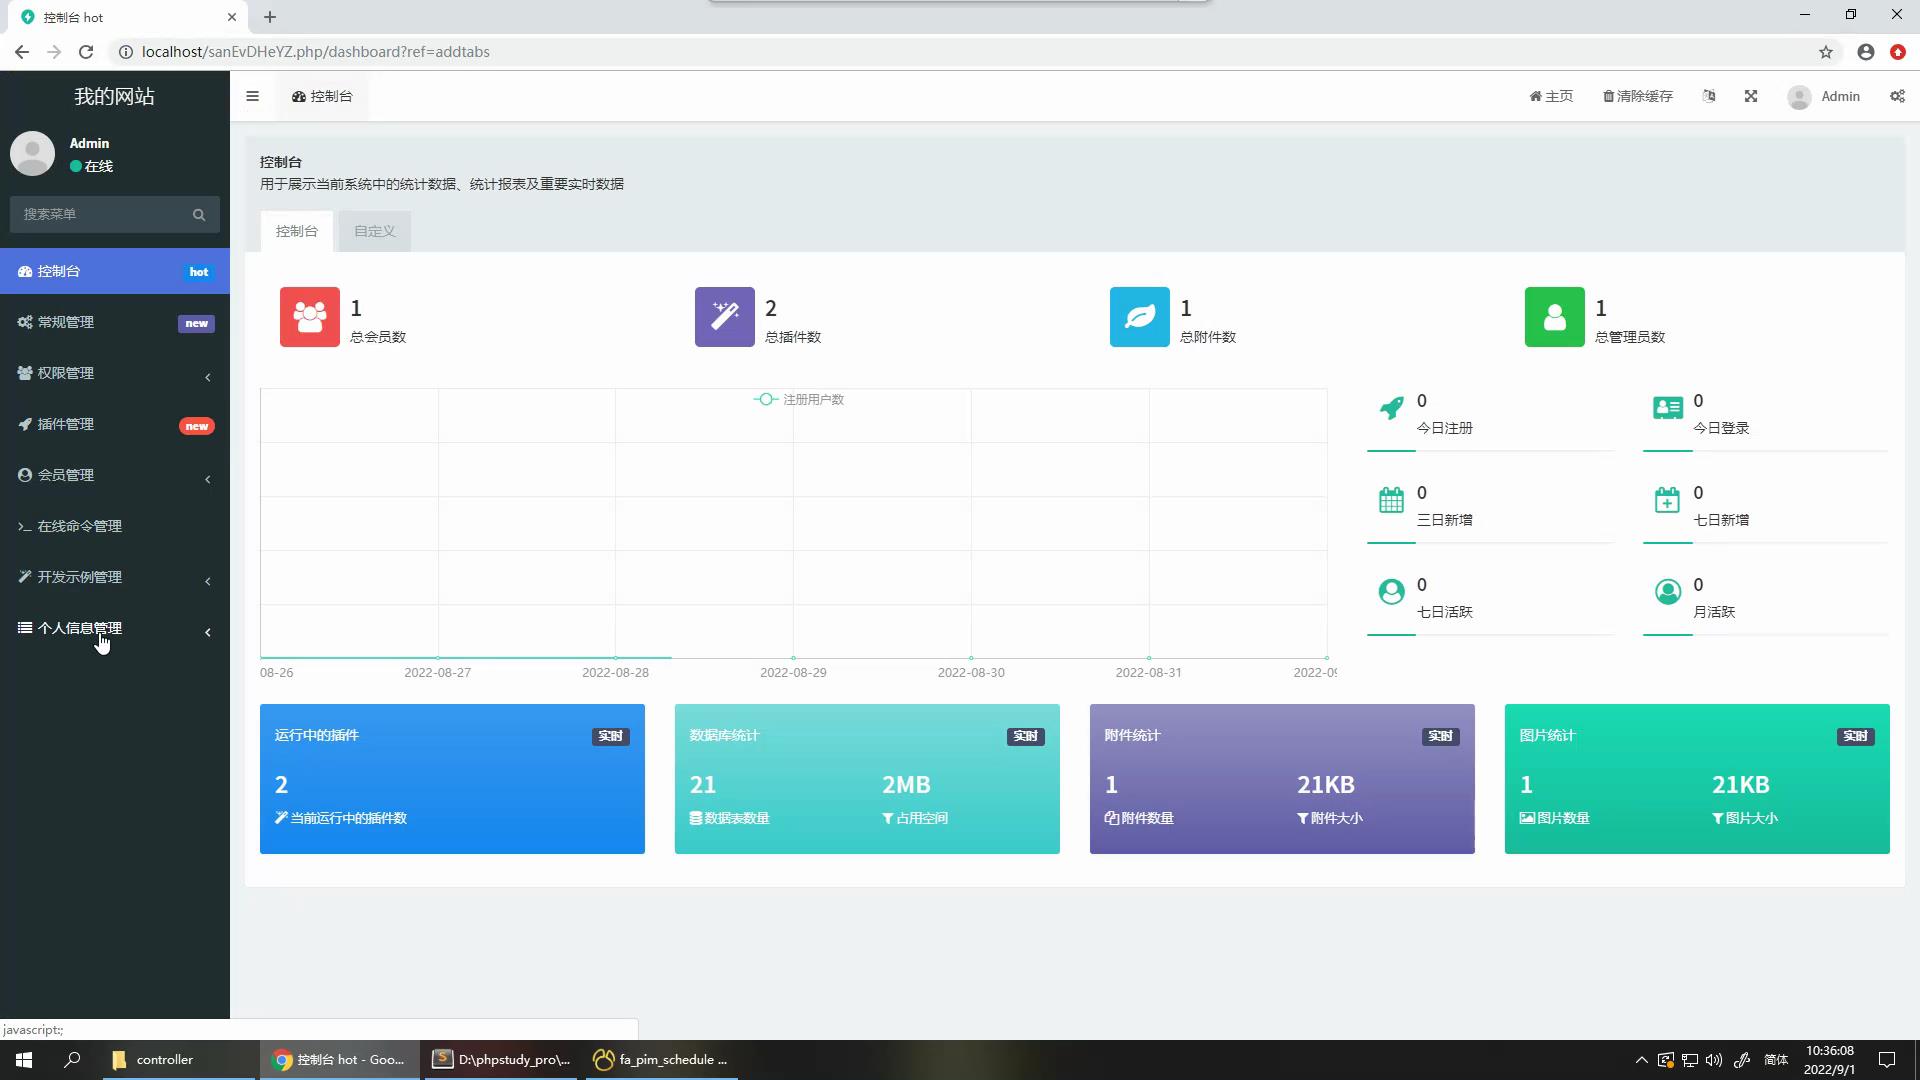 控制台 hot
localhost/sanEvDHeYZ.php/dashboard?ref=addtabs
我的网站
控制台
主页
清除缓存
Admin
Admin
在线
搜索菜单
控制台 hot
常规管理 new
权限管理
插件管理 new
会员管理
在线命令管理
开发示例管理
个人信息管理
控制台
用于展示当前系统中的统计数据、统计报表及重要实时数据
控制台 自定义
1
总会员数
2
总插件数
1
总附件数
1
总管理员数
注册用户数
08-26 2022-08-27 2022-08-28 2022-08-29 2022-08-30 2022-08-31 2022-09
0
今日注册
0
今日登录
0
三日新增
0
七日新增
0
七日活跃
0
月活跃
运行中的插件 实时
2
当前运行中的插件数
数据库统计 实时
21 2MB
数据表数量 占用空间
附件统计 实时
1 21KB
附件数量 附件大小
图片统计 实时
1 21KB
图片数量 图片大小
javascript:;
controller
控制台 hot - Goo...
D:\phpstudy_pro\...
fa_pim_schedule ...
简体
10:36:08
2022/9/1